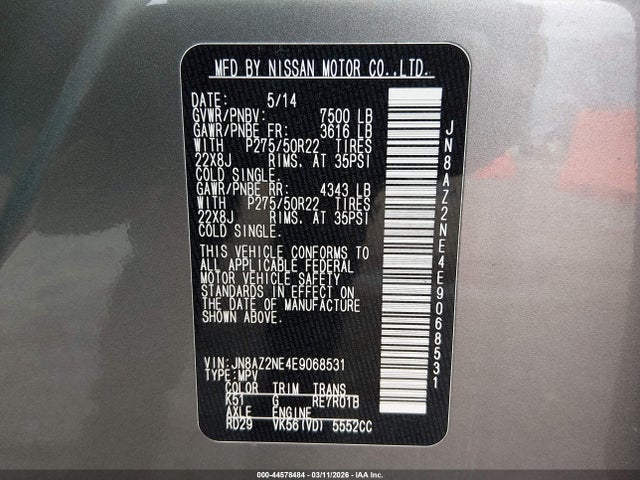 MFD BY NISSAN MOTOR CO.,LTD.
DATE: 5/14
GVWR/PNBV: 7500 LB
GAWR/PNBE FR: 3616 LB
WITH P275/50R22 TIRES
22X8J RIMS. AT 35PSI
COLD SINGLE.
GAWR/PNBE RR: 4343 LB
WITH P275/50R22 TIRES
22X8J RIMS. AT 35PSI
COLD SINGLE.
THIS VEHICLE CONFORMS TO
ALL APPLICABLE FEDERAL
MOTOR VEHICLE SAFETY
STANDARDS IN EFFECT ON
THE DATE OF MANUFACTURE
SHOWN ABOVE.
VIN:JN8AZ2NE4E9068531
TYPE:MPV
COLOR TRIM TRANS
K51 G RE7R01B
AXLE ENGINE
RD29 VK56(VD) 5552CC
JN8AZ2NE4E9068531
000-44578484 | 03/11/2026 - IAA, Inc.